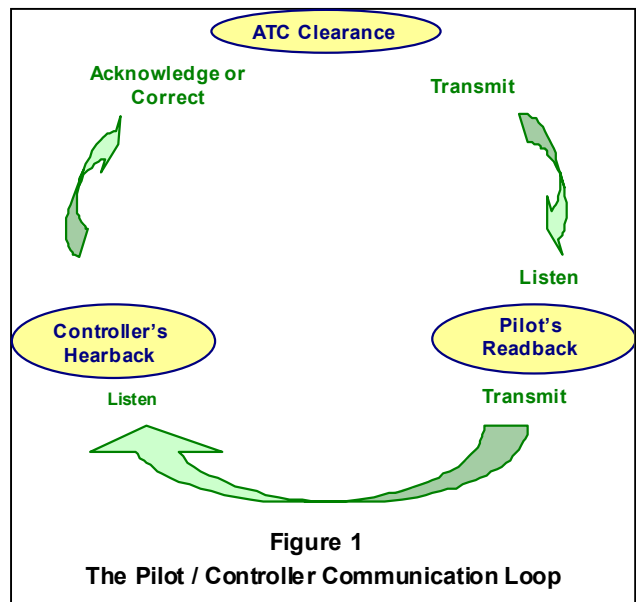 ATC Clearance
Acknowledge or
Correct
Transmit
Listen
Controller's
Hearback
Pilot's
Readback
Listen
Transmit
Figure 1
The Pilot / Controller Communication Loop